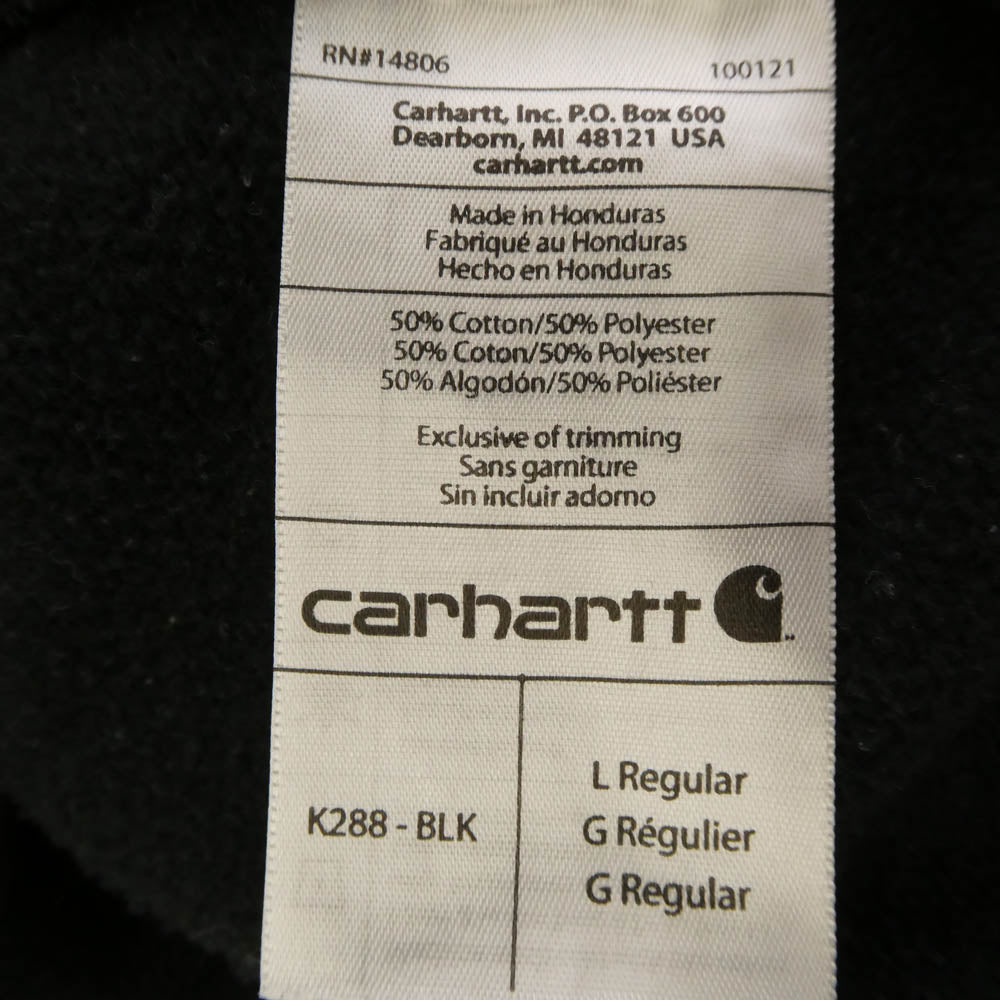 RN#14806 100121
Carhartt, Inc. P.O. Box 600
Dearborn, MI 48121 USA
carhartt.com
Made in Honduras
Fabriqué au Honduras
Hecho en Honduras
50% Cotton/50% Polyester
50% Coton/50% Polyester
50% Algodón/50% Poliéster
Exclusive of trimming
Sans garniture
Sin incluir adorno
carhartt
K288 - BLK
L Regular
G Régulier
G Regular